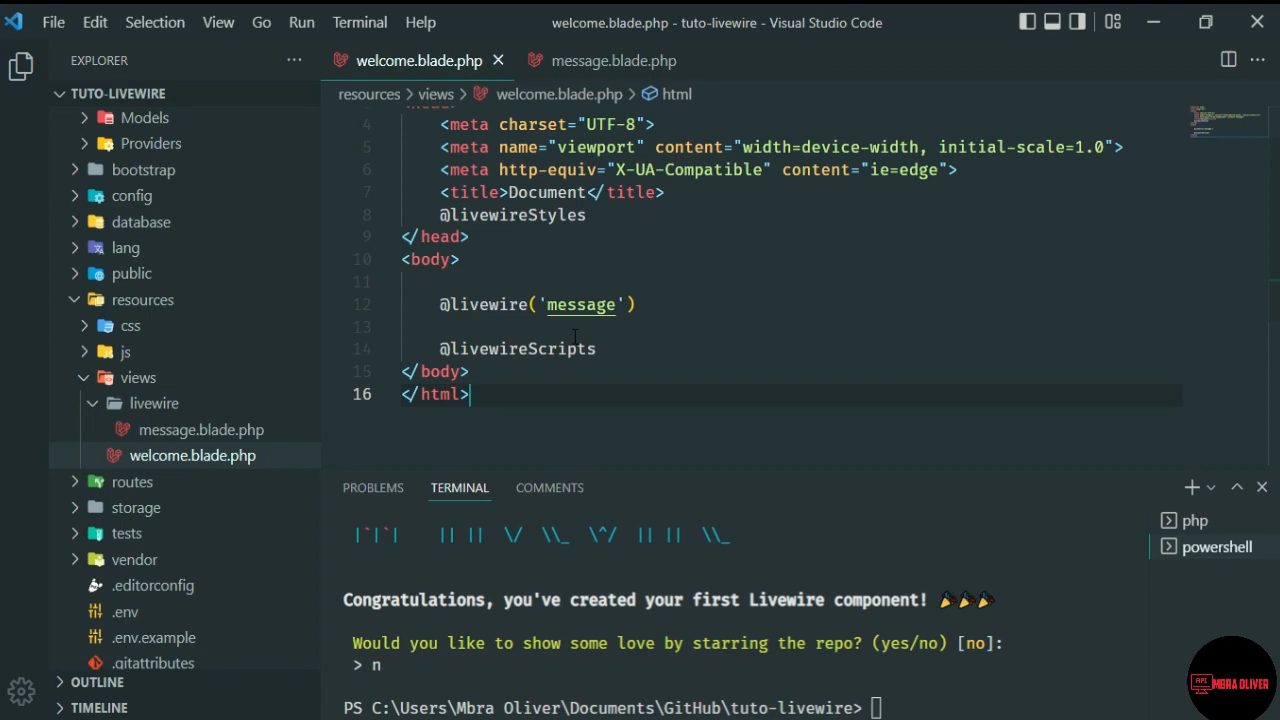 File Edit Selection View Go Run Terminal Help welcome.blade.php - tuto-livewire - Visual Studio Code
EXPLORER
TUTO-LIVEWIRE
Models
Providers
bootstrap
config
database
lang
public
resources
css
js
views
livewire
message.blade.php
welcome.blade.php
routes
storage
tests
vendor
.editorconfig
.env
.env.example
.gitattributes
OUTLINE
TIMELINE
welcome.blade.php message.blade.php
resources > views > welcome.blade.php > html
4 <meta charset="UTF-8">
5 <meta name="viewport" content="width=device-width, initial-scale=1.0">
6 <meta http-equiv="X-UA-Compatible" content="ie=edge">
7 <title>Document</title>
8 @livewireStyles
9 </head>
10 <body>
11
12 @livewire('message')
13
14 @livewireScripts
15 </body>
16 </html>
PROBLEMS TERMINAL COMMENTS
php
powershell
|`|`| || || \/ \\_ \^/ || || \\_
Congratulations, you've created your first Livewire component! 🎉🎉🎉
Would you like to show some love by starring the repo? (yes/no) [no]:
> n
PS C:\Users\Mbra Oliver\Documents\GitHub\tuto-livewire>
API MBRA OLIVER